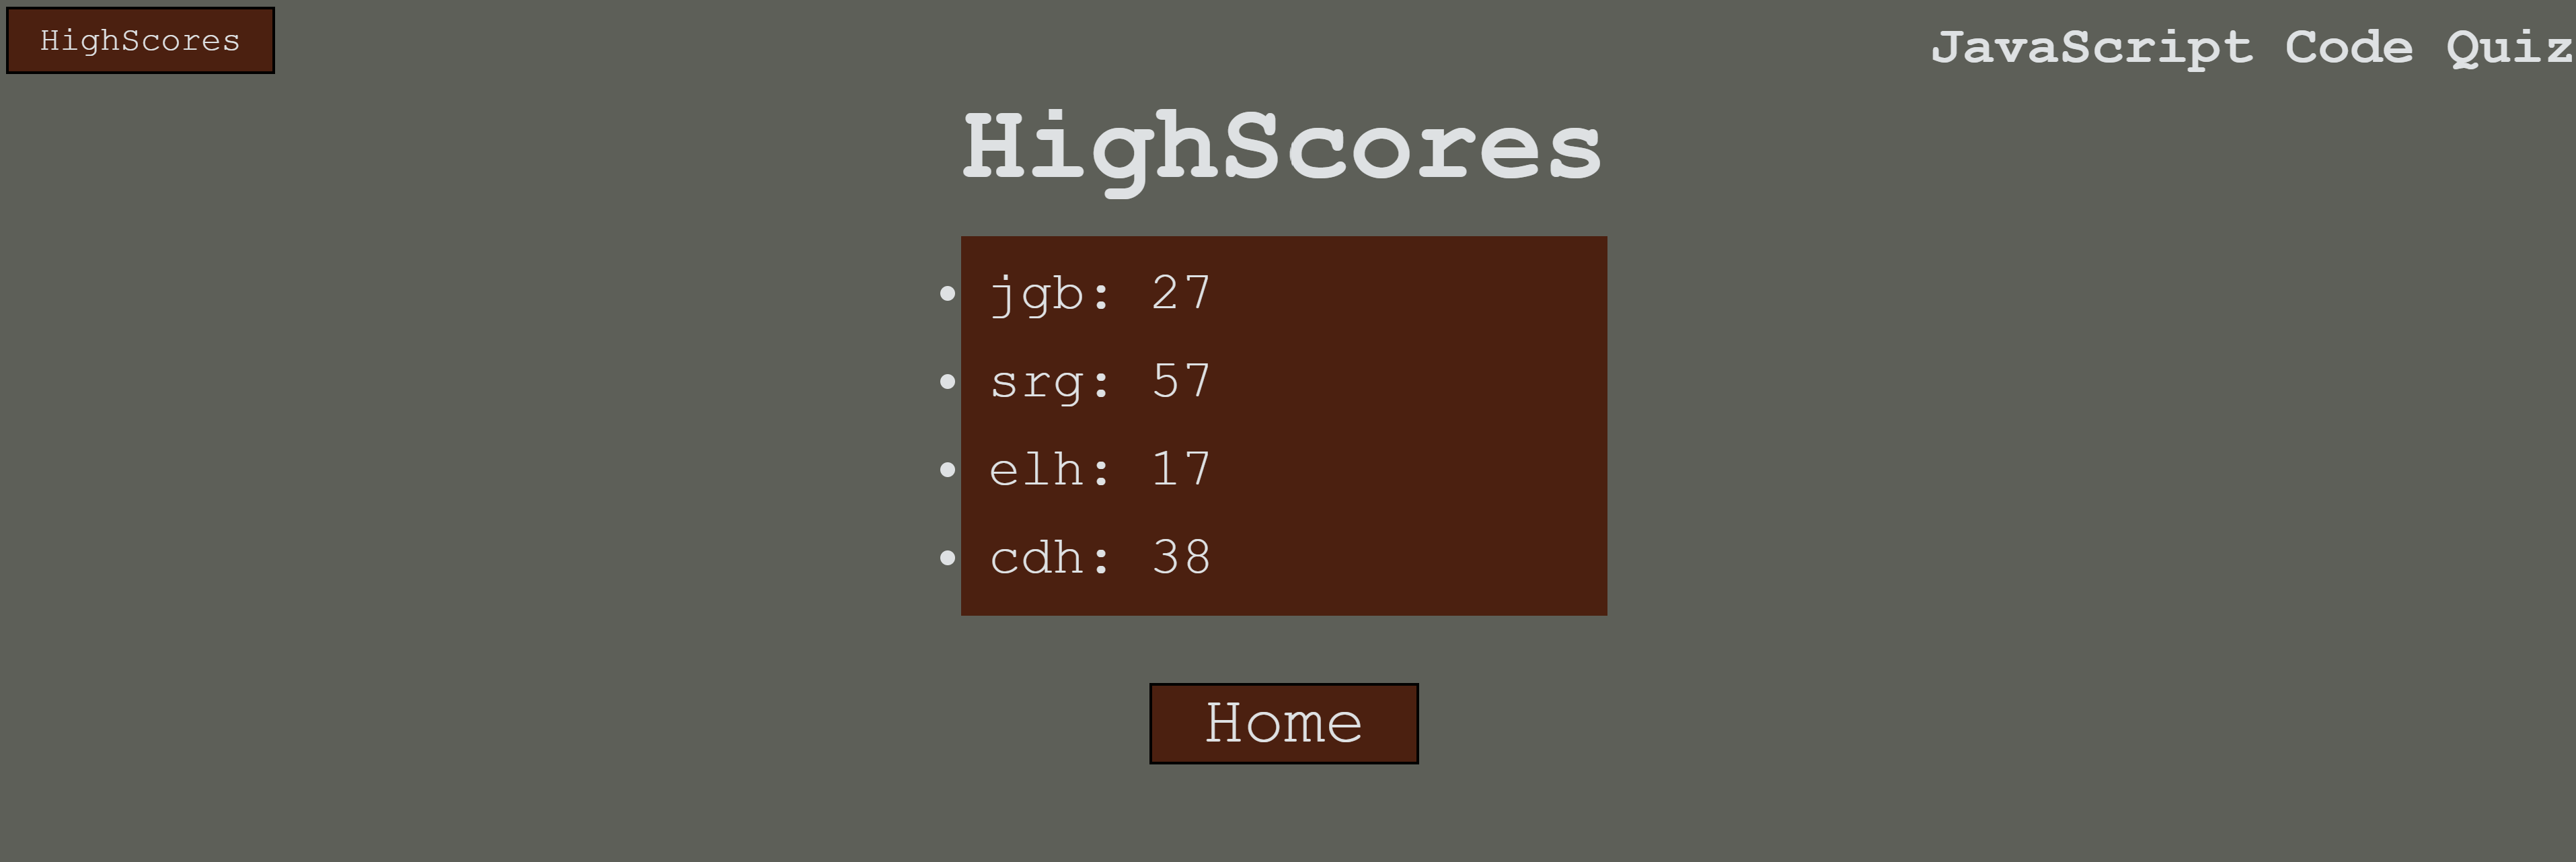 HighScores
JavaScript Code Quiz
HighScores
• jgb: 27
• srg: 57
• elh: 17
• cdh: 38
Home